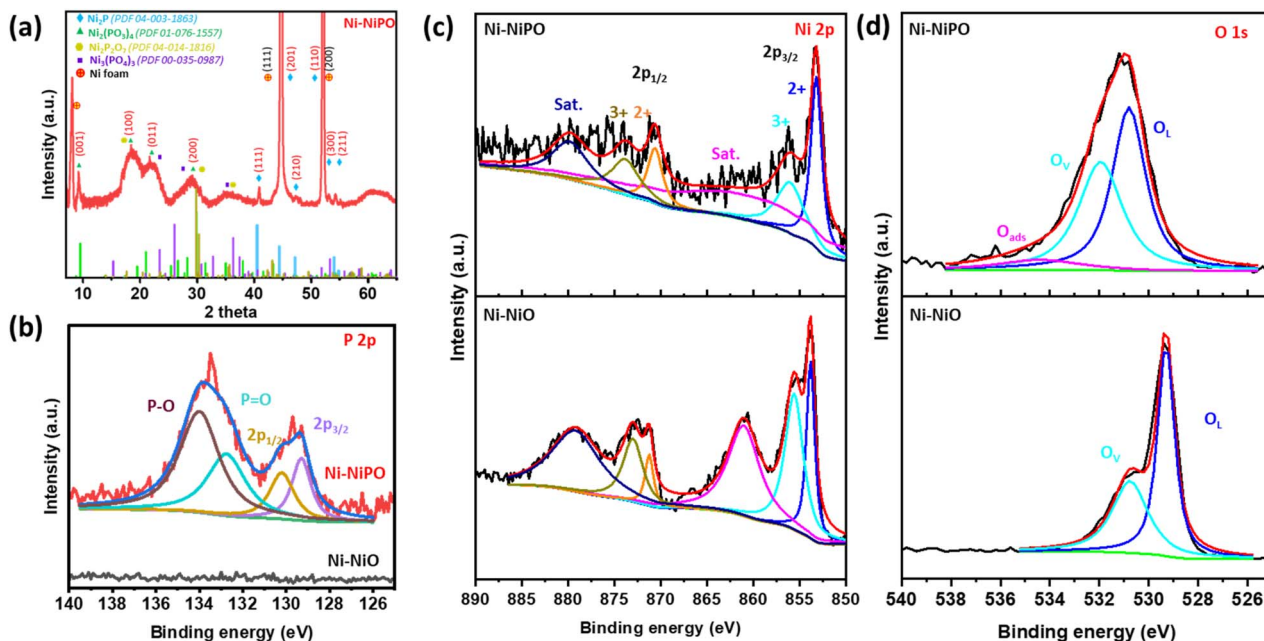 (a)
Ni₂P (PDF 04-003-1863)
Ni₂(PO₃)₄ (PDF 01-076-1557)
Ni₂P₂O₇ (PDF 04-014-1816)
Ni₃(PO₄)₃ (PDF 00-035-0987)
Ni foam
Ni-NiPO
(001)
(100)
(011)
(200)
(111)
(111)
(201)
(210)
(110)
(200)
(300)
(211)
Intensity (a.u.)
10 20 30 40 50 60
2 theta
(b)
P 2p
P-O
P=O
2p1/2
2p3/2
Ni-NiPO
Ni-NiO
Intensity (a.u.)
140 138 136 134 132 130 128 126
Binding energy (eV)
(c)
Ni-NiPO
Ni 2p
2p1/2
2p3/2
Sat.
3+
2+
Sat.
3+
2+
Ni-NiO
Intensity (a.u.)
890 885 880 875 870 865 860 855 850
Binding energy (eV)
(d)
Ni-NiPO
O 1s
O_L
O_V
O_ads
Ni-NiO
O_V
O_L
Intensity (a.u.)
540 538 536 534 532 530 528 526
Binding energy (eV)